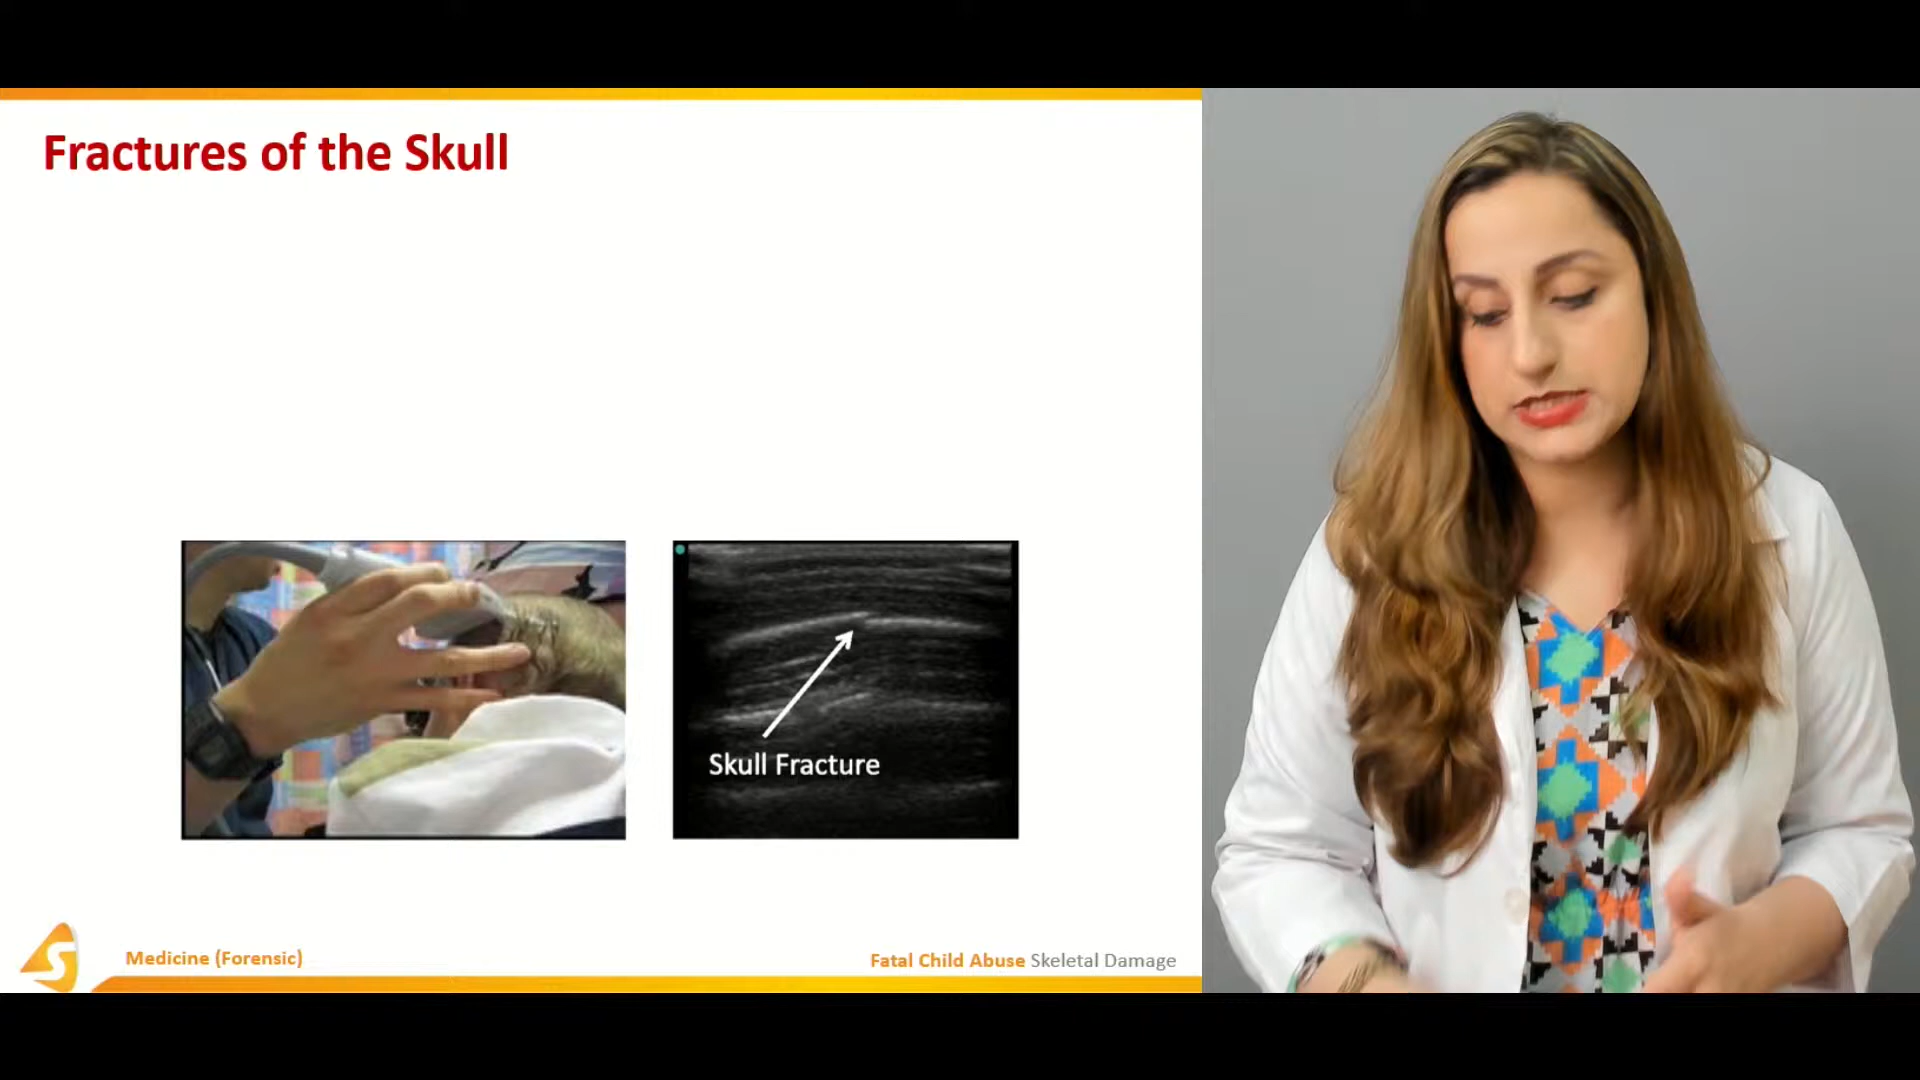 Fractures of the Skull
Skull Fracture
S
Medicine (Forensic)
Fatal Child Abuse Skeletal Damage